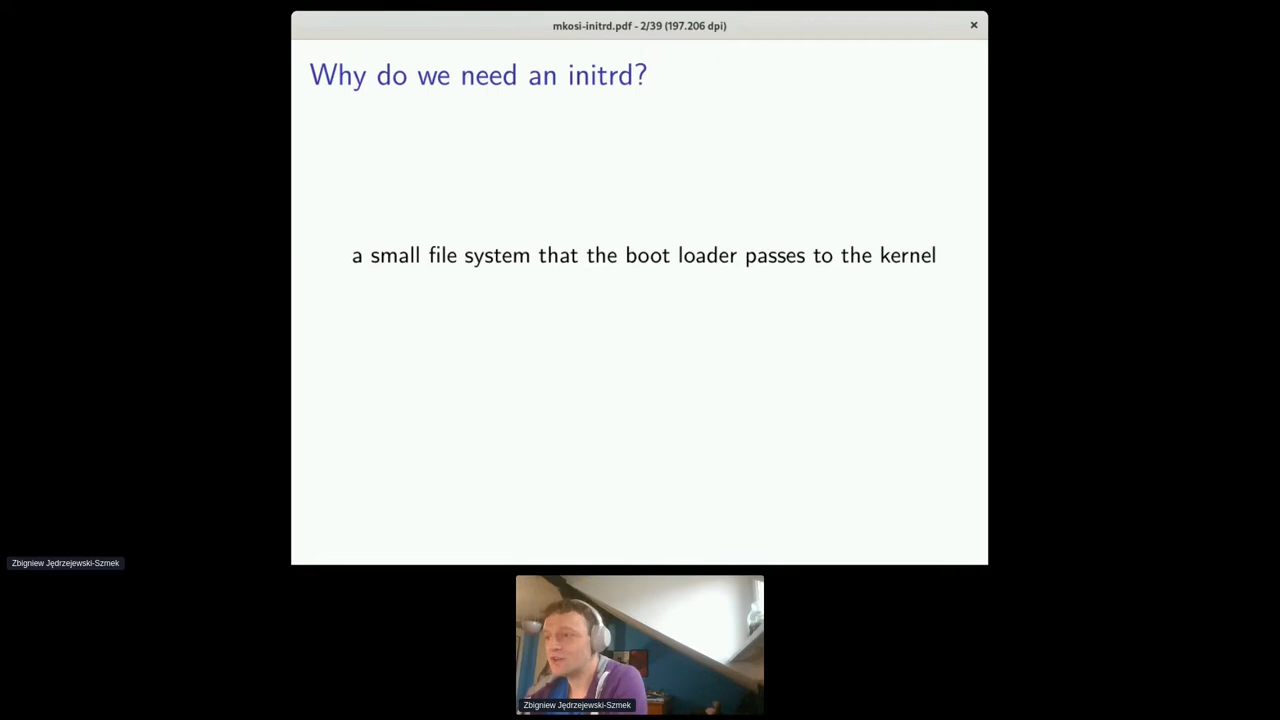 mkosi-initrd.pdf - 2/39 (197.206 dpi)
Why do we need an initrd?
a small file system that the boot loader passes to the kernel
Zbigniew Jędrzejewski-Szmek
Zbigniew Jędrzejewski-Szmek